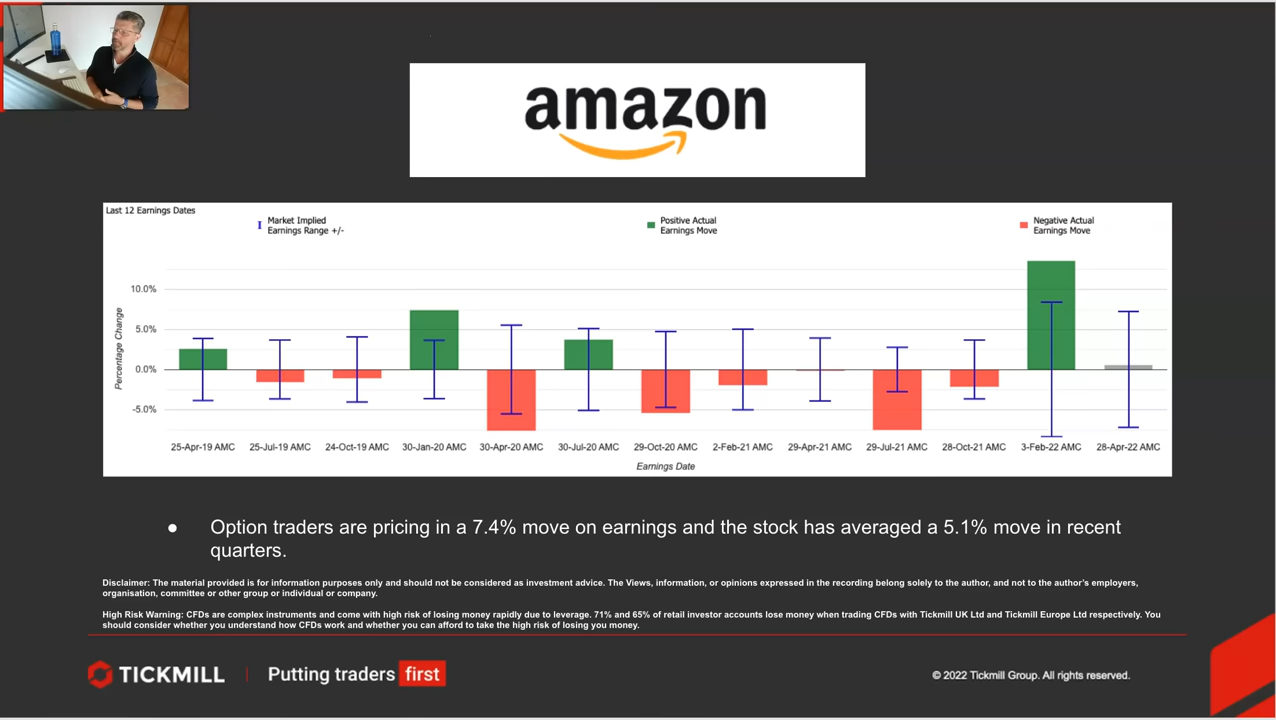 amazon
Last 12 Earnings Dates
Market Implied
Earnings Range +/-
Positive Actual
Earnings Move
Negative Actual
Earnings Move
Percentage Change
10.0%
5.0%
0.0%
-5.0%
25-Apr-19 AMC 25-Jul-19 AMC 24-Oct-19 AMC 30-Jan-20 AMC 30-Apr-20 AMC 30-Jul-20 AMC 29-Oct-20 AMC 2-Feb-21 AMC 29-Apr-21 AMC 29-Jul-21 AMC 28-Oct-21 AMC 3-Feb-22 AMC 28-Apr-22 AMC
Earnings Date
● Option traders are pricing in a 7.4% move on earnings and the stock has averaged a 5.1% move in recent
quarters.
Disclaimer: The material provided is for information purposes only and should not be considered as investment advice. The Views, information, or opinions expressed in the recording belong solely to the author, and not to the author's employers,
organisation, committee or other group or individual or company.
High Risk Warning: CFDs are complex instruments and come with high risk of losing money rapidly due to leverage. 71% and 65% of retail investor accounts lose money when trading CFDs with Tickmill UK Ltd and Tickmill Europe Ltd respectively. You
should consider whether you understand how CFDs work and whether you can afford to take the high risk of losing you money.
TICKMILL | Putting traders first
© 2022 Tickmill Group. All rights reserved.